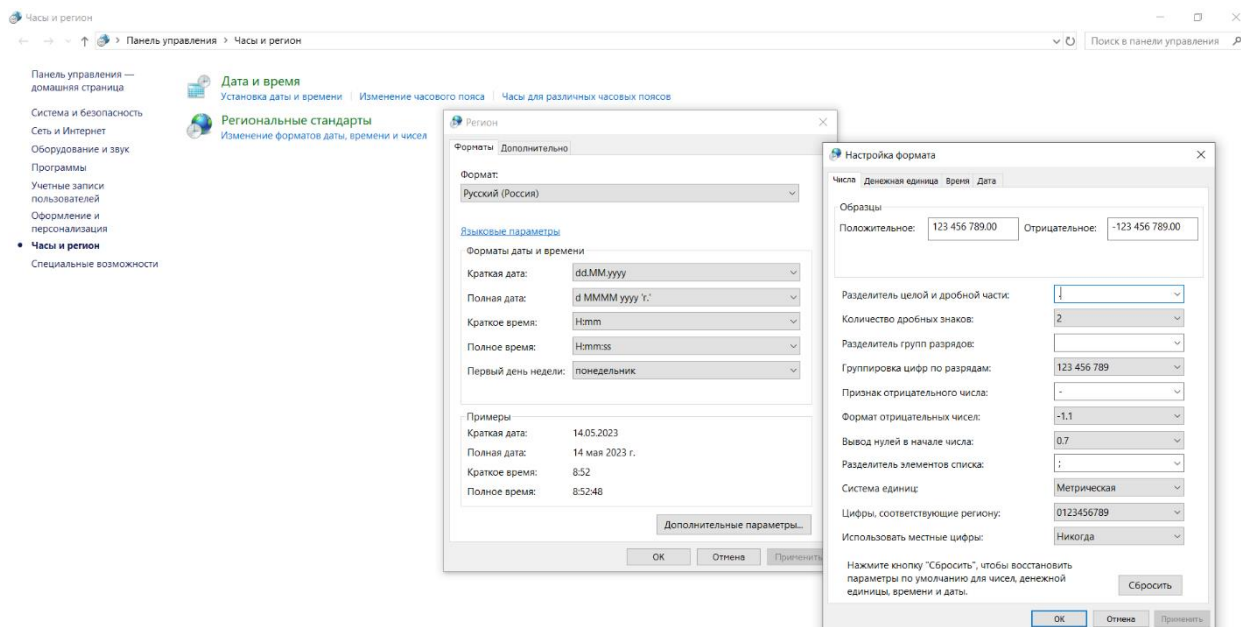 Часы и регион
Панель управления > Часы и регион
Поиск в панели управления
Панель управления —
домашняя страница
Система и безопасность
Сеть и Интернет
Оборудование и звук
Программы
Учетные записи
пользователей
Оформление и
персонализация
Часы и регион
Специальные возможности
Дата и время
Установка даты и времени | Изменение часового пояса | Часы для различных часовых поясов
Региональные стандарты
Изменение форматов даты, времени и чисел
Регион
Форматы Дополнительно
Формат:
Русский (Россия)
Языковые параметры
Форматы даты и времени
Краткая дата: dd.MM.yyyy
Полная дата: d MMMM yyyy 'г.'
Краткое время: H:mm
Полное время: H:mm:ss
Первый день недели: понедельник
Примеры
Краткая дата: 14.05.2023
Полная дата: 14 мая 2023 г.
Краткое время: 8:52
Полное время: 8:52:48
Дополнительные параметры...
ОК Отмена Применить
Настройка формата
Числа Денежная единица Время Дата
Образцы
Положительное: 123 456 789.00 Отрицательное: -123 456 789.00
Разделитель целой и дробной части: .
Количество дробных знаков: 2
Разделитель групп разрядов:
Группировка цифр по разрядам: 123 456 789
Признак отрицательного числа: -
Формат отрицательных чисел: -1.1
Вывод нулей в начале числа: 0.7
Разделитель элементов списка: ;
Система единиц: Метрическая
Цифры, соответствующие региону: 0123456789
Использовать местные цифры: Никогда
Нажмите кнопку "Сбросить", чтобы восстановить
параметры по умолчанию для чисел, денежной
единицы, времени и даты.
Сбросить
ОК Отмена Применить